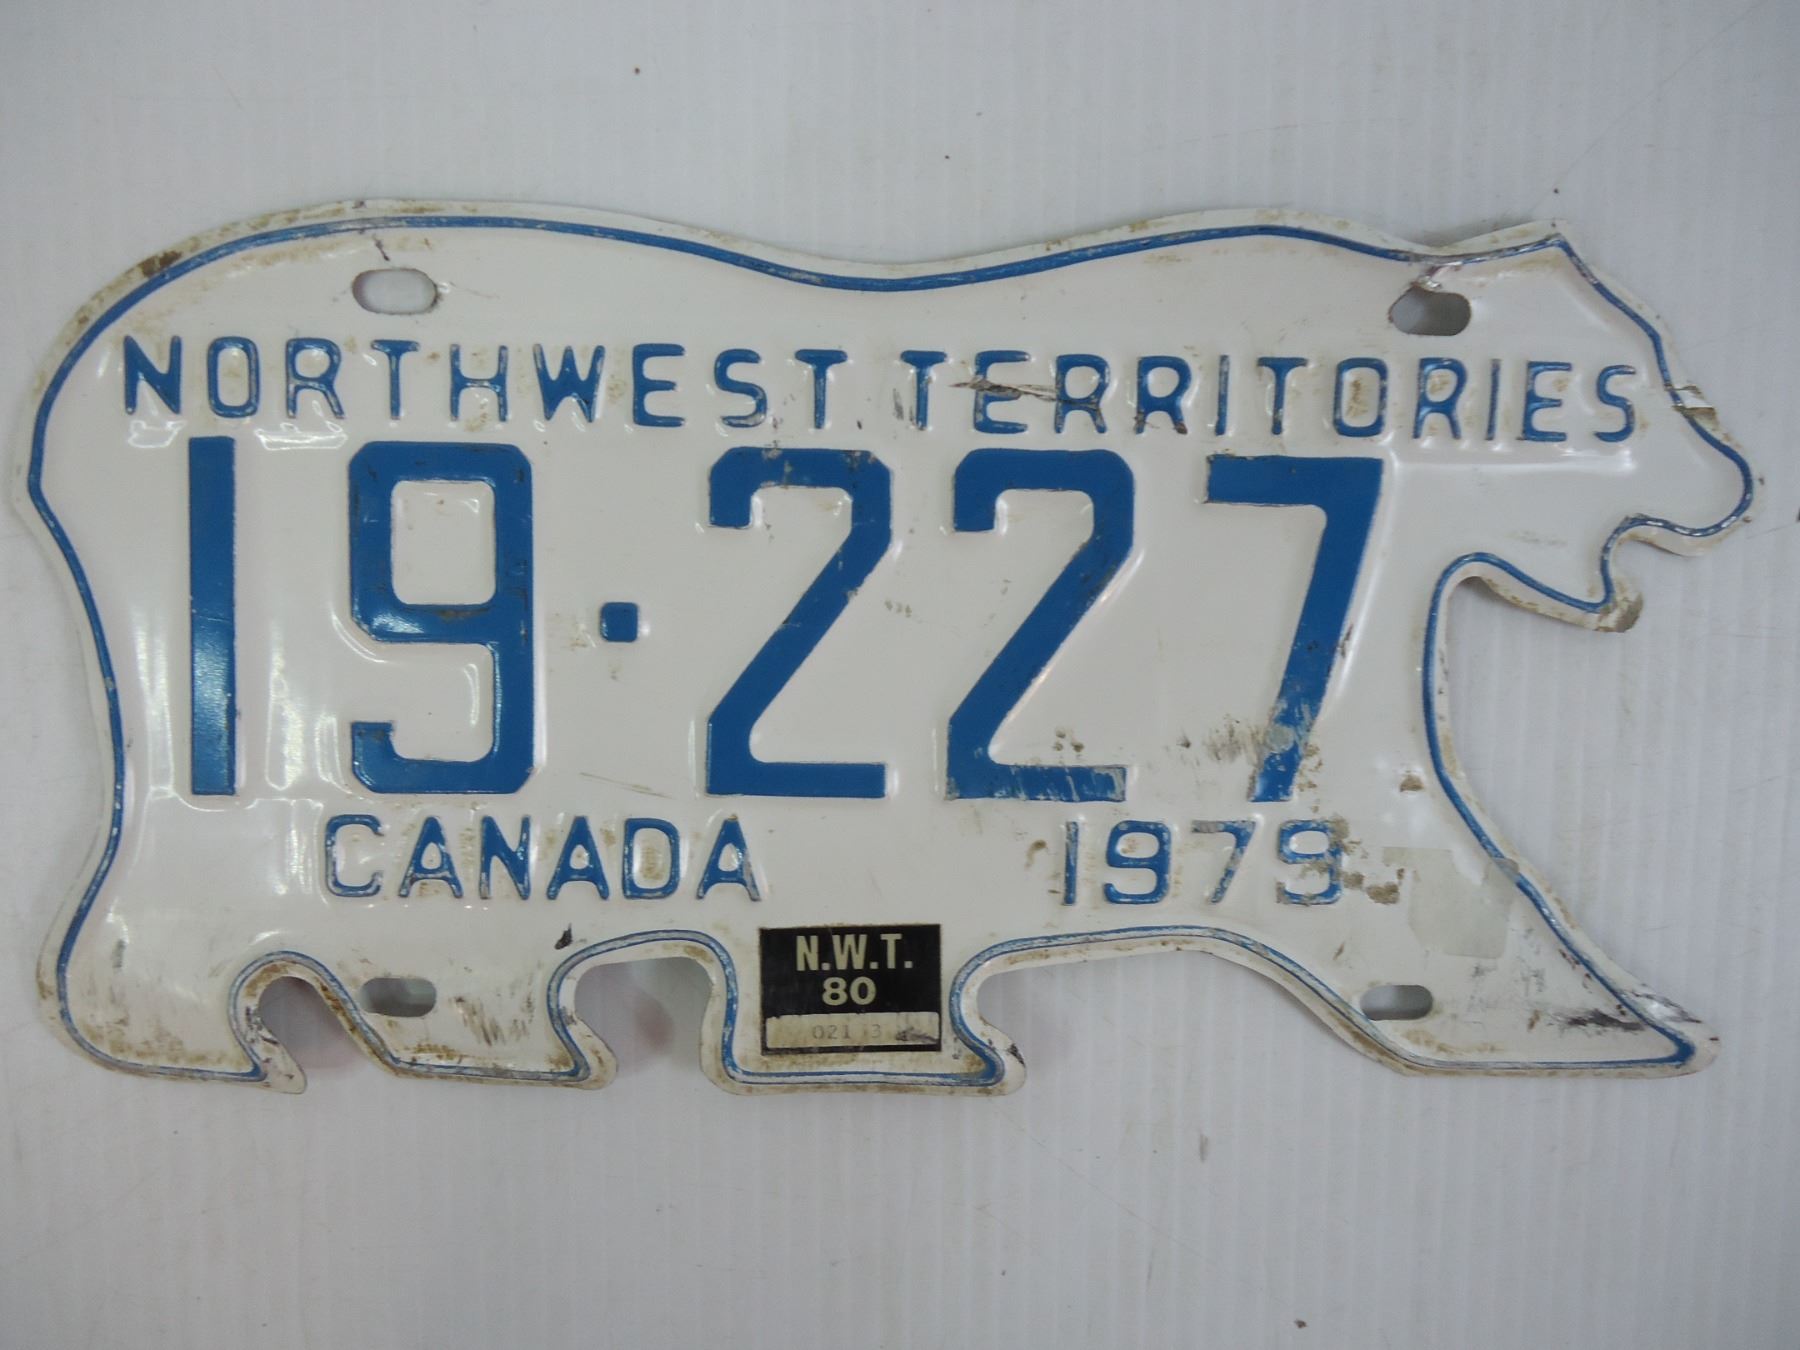 NORTHWEST TERRITORIES
19·227
CANADA 1979
N.W.T.
80